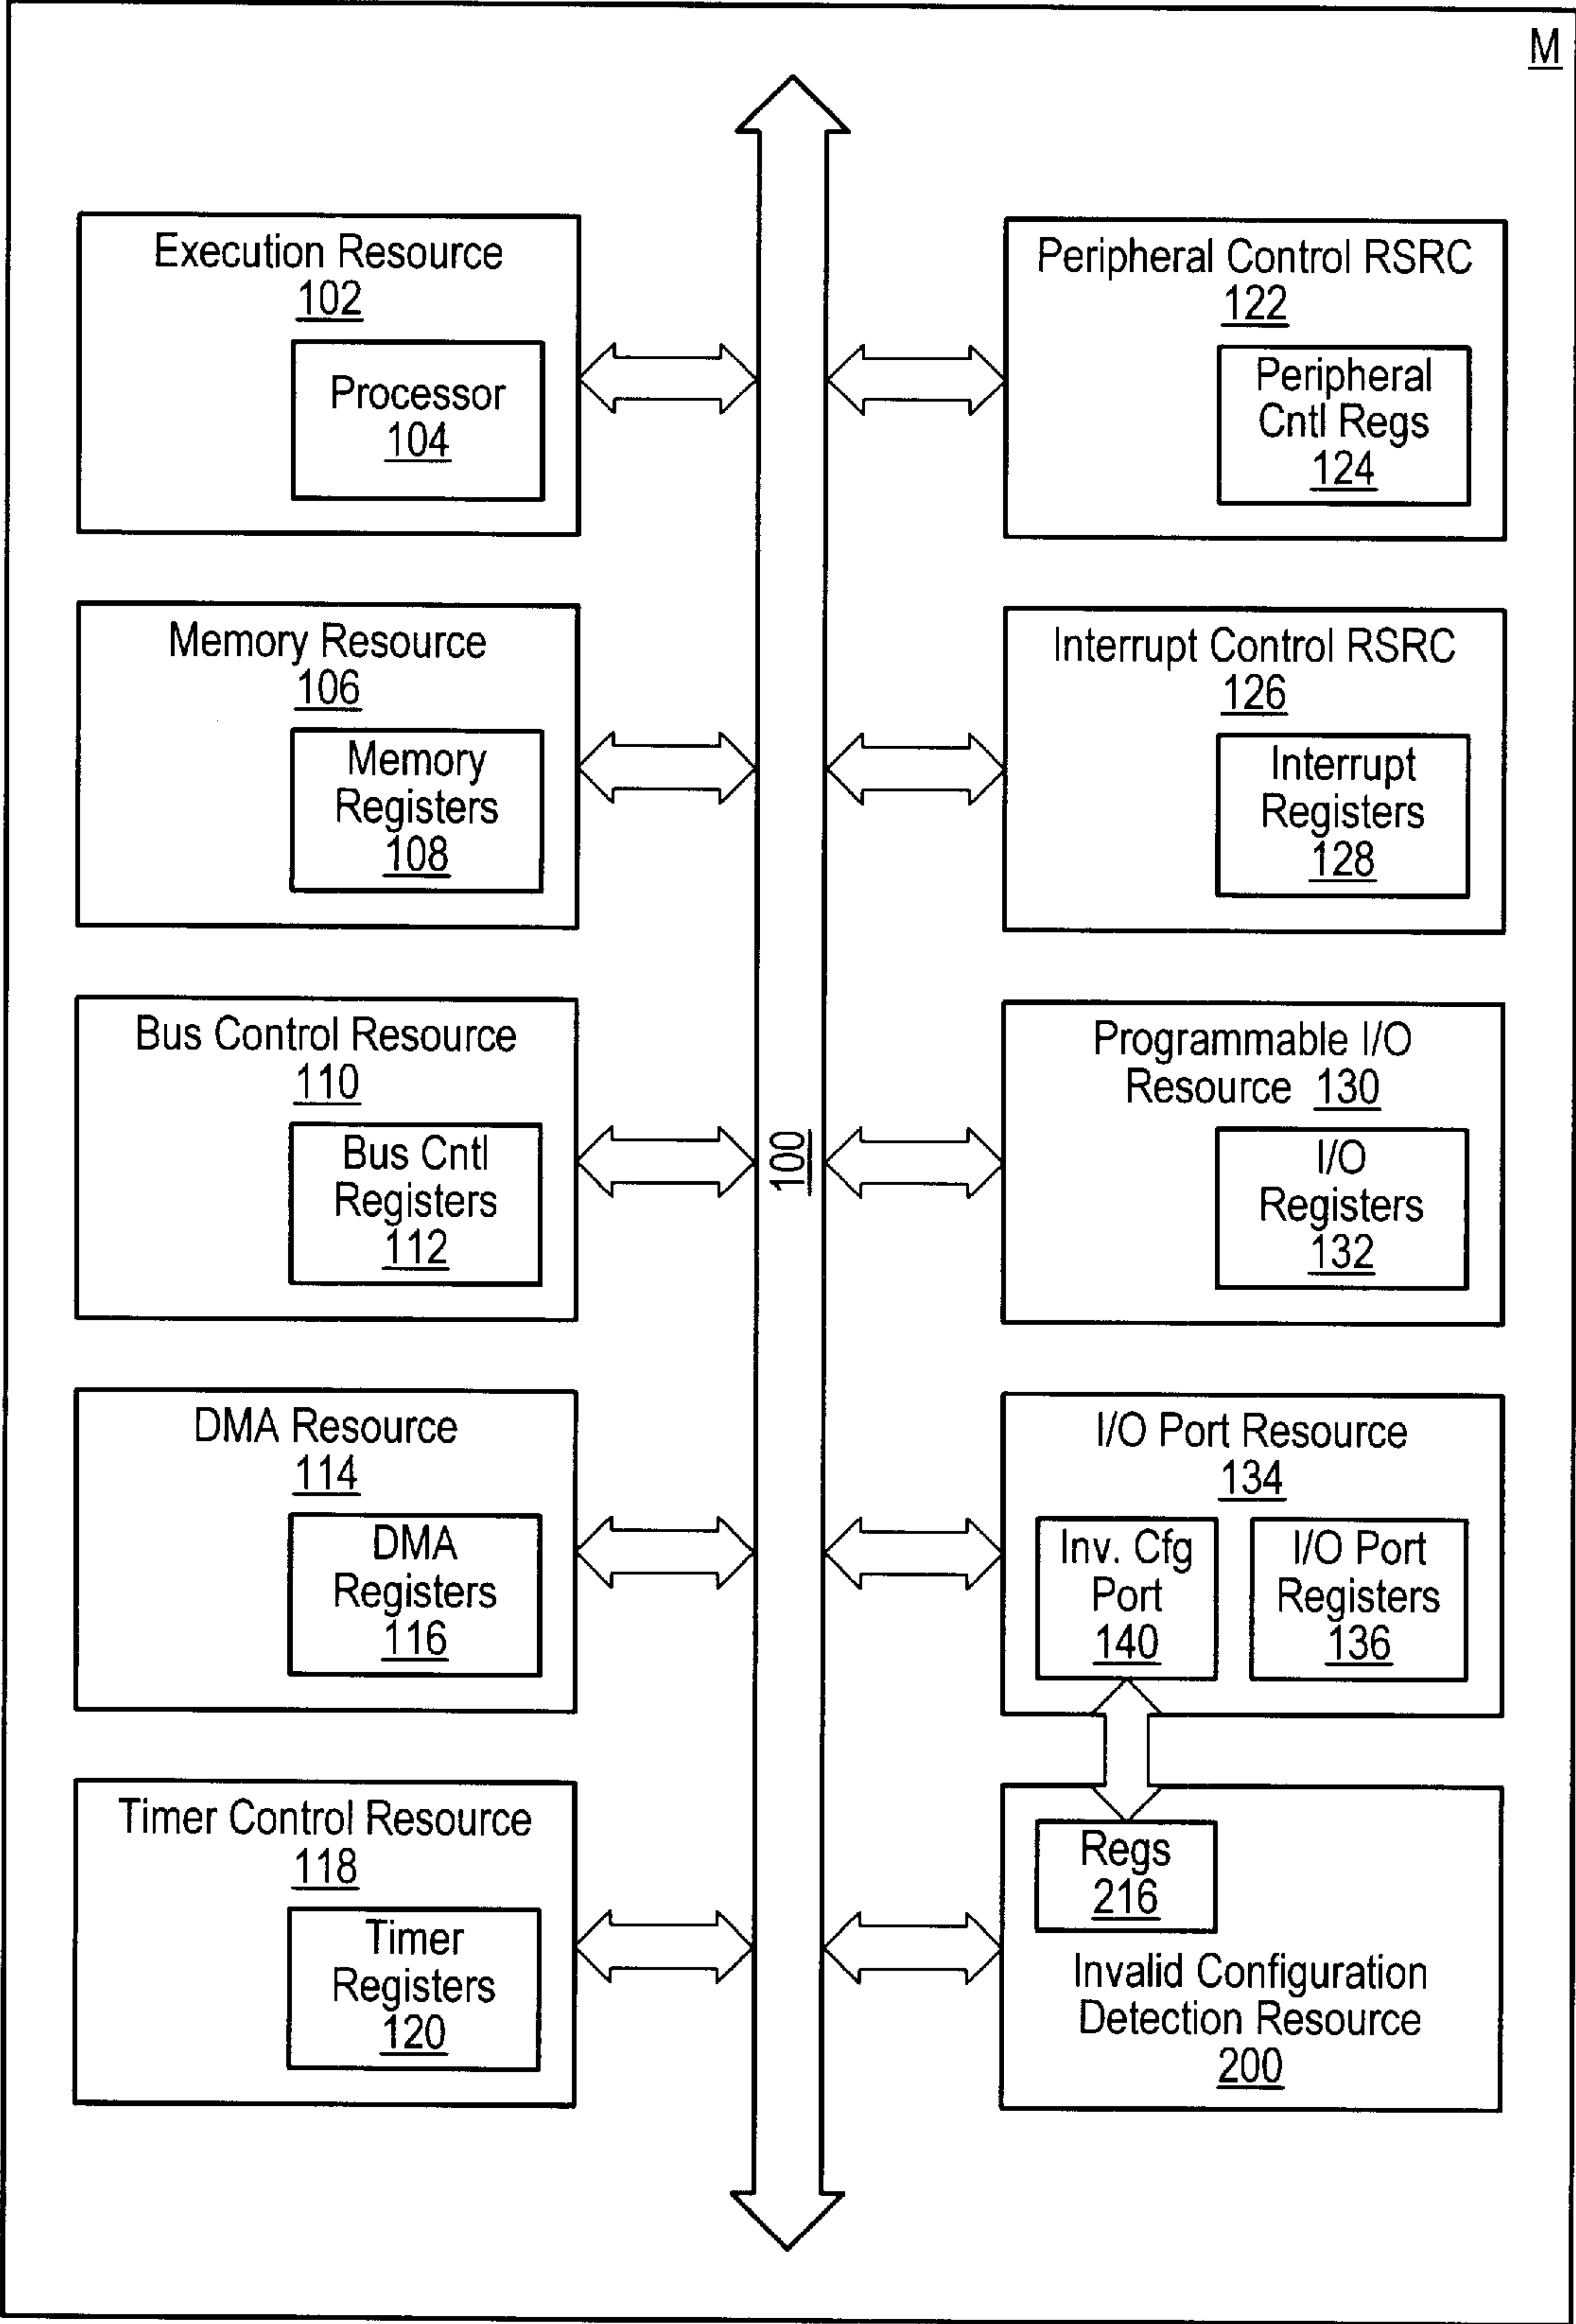 M
Execution Resource
102
Processor
104
Memory Resource
106
Memory
Registers
108
Bus Control Resource
110
Bus Cntl
Registers
112
DMA Resource
114
DMA
Registers
116
Timer Control Resource
118
Timer
Registers
120
100
Peripheral Control RSRC
122
Peripheral
Cntl Regs
124
Interrupt Control RSRC
126
Interrupt
Registers
128
Programmable I/O
Resource 130
I/O
Registers
132
I/O Port Resource
134
Inv. Cfg
Port
140
I/O Port
Registers
136
Regs
216
Invalid Configuration
Detection Resource
200